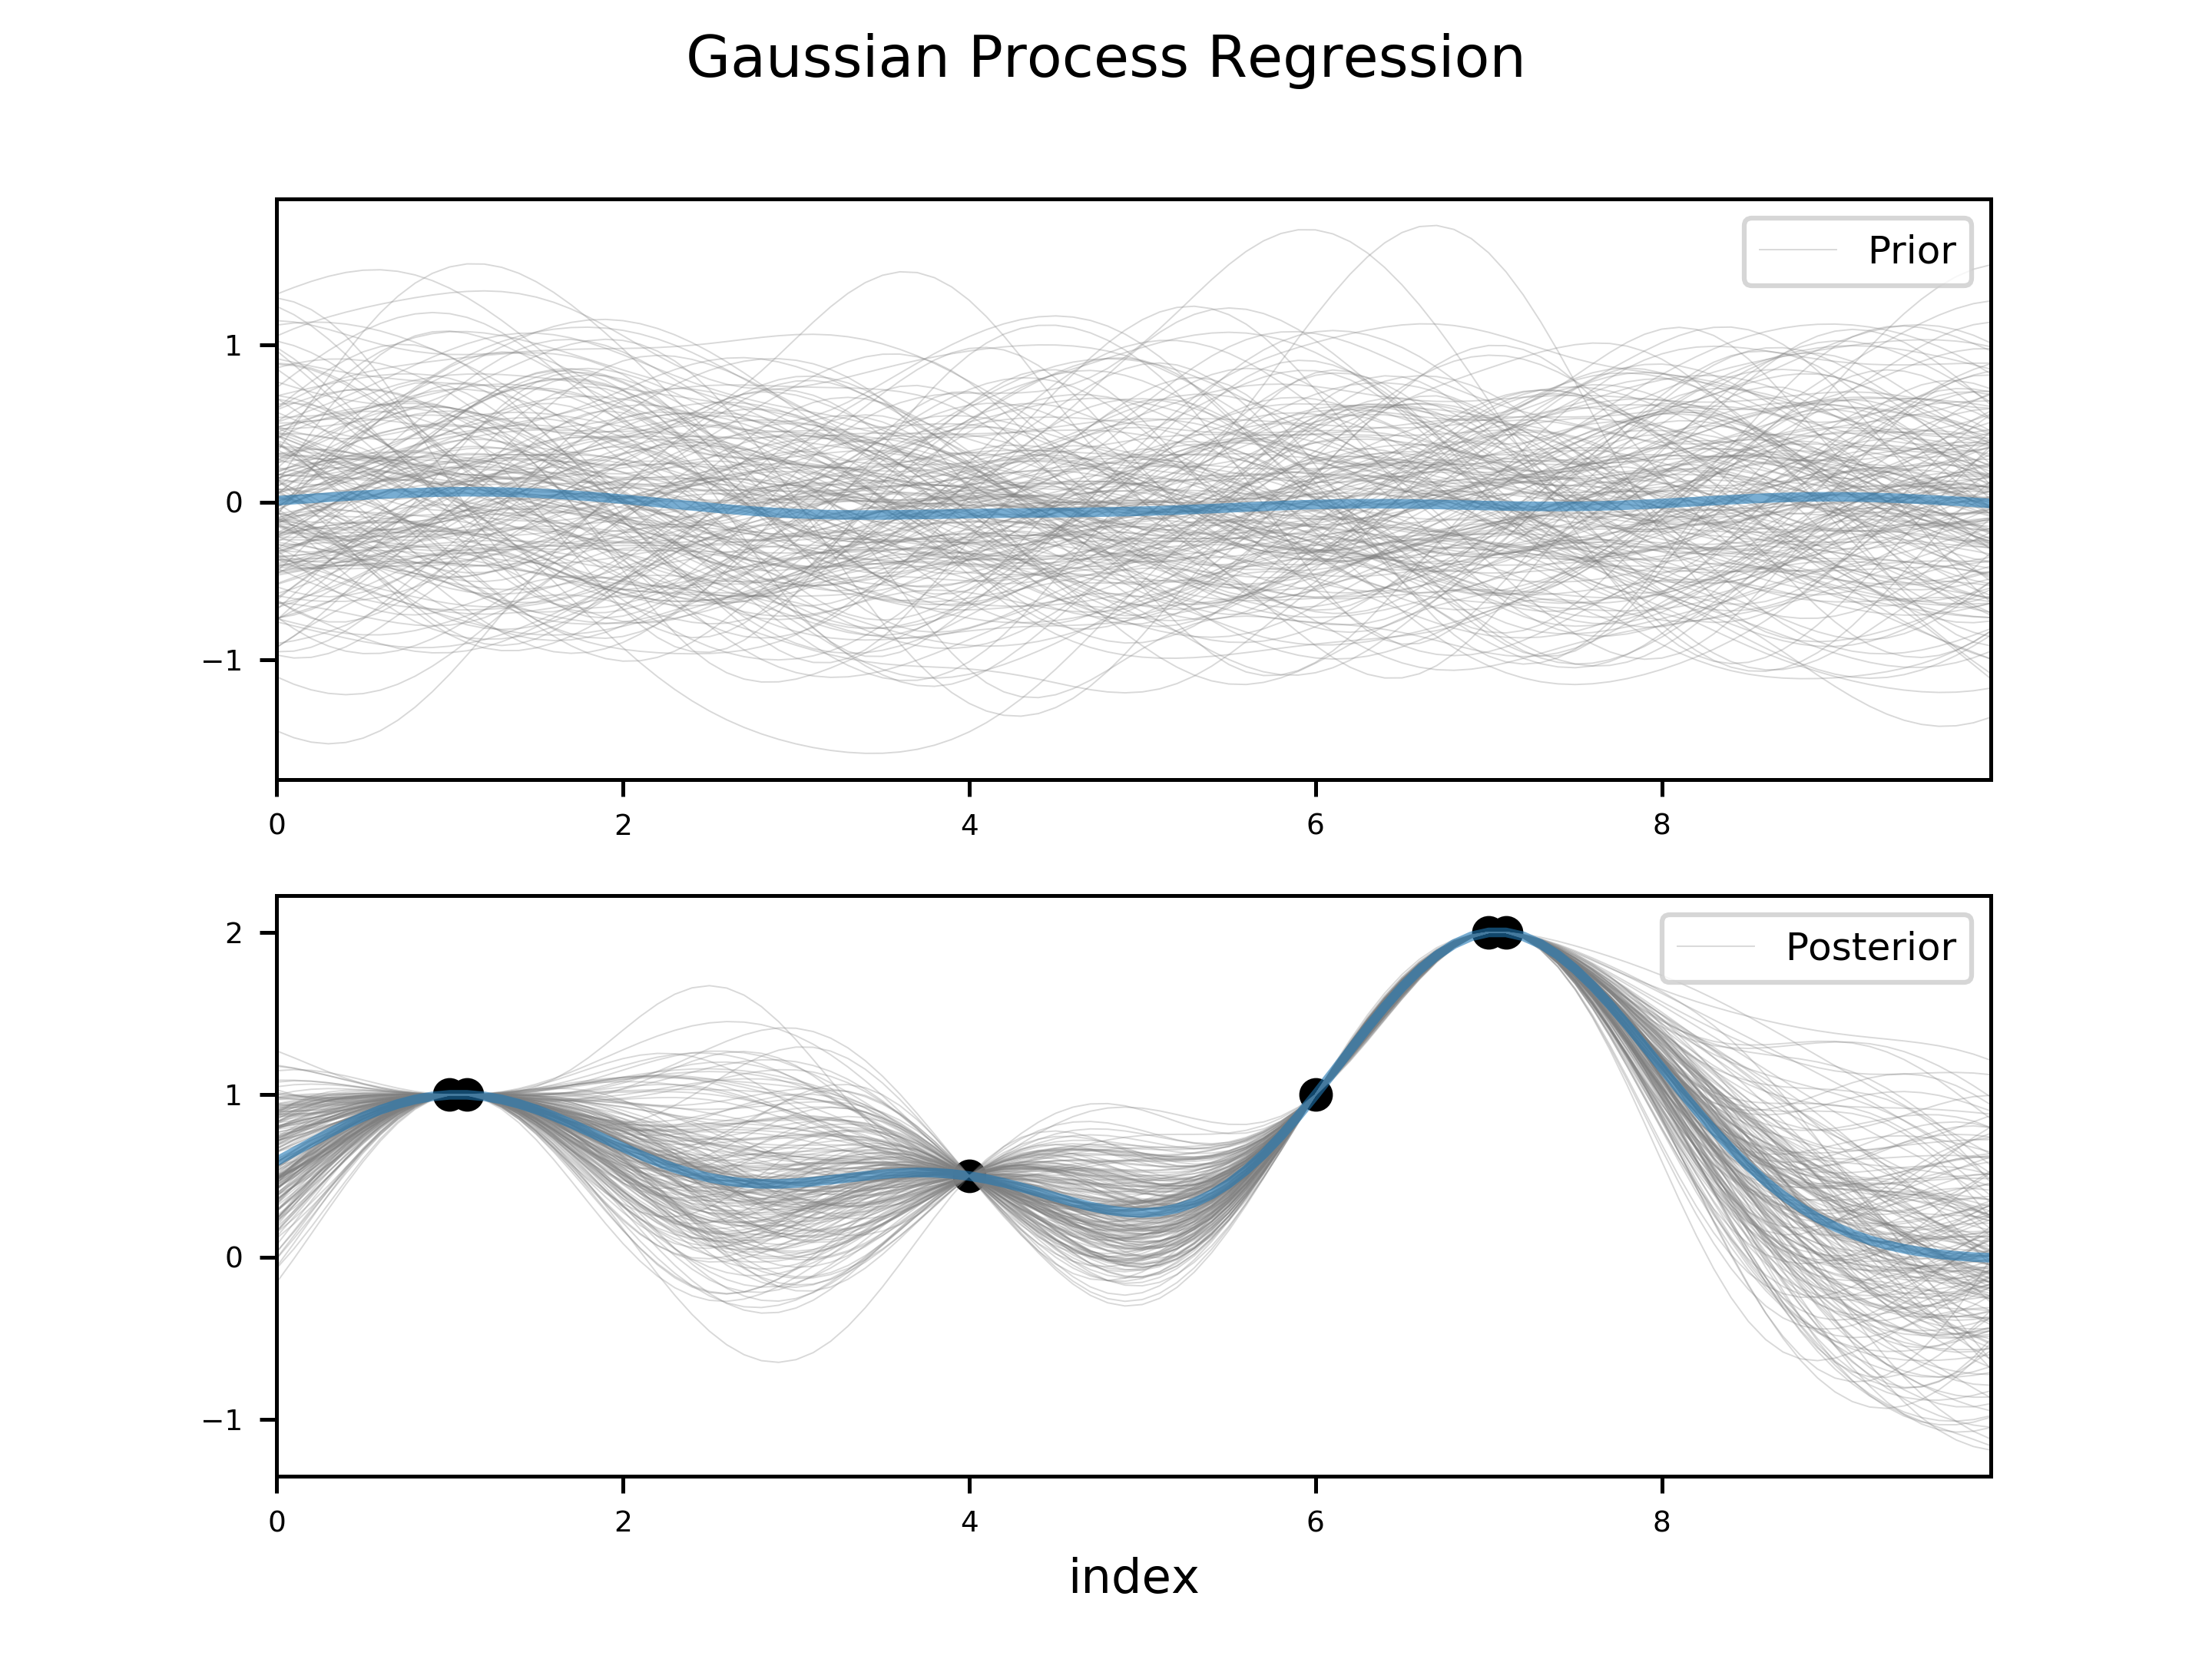 Gaussian Process Regression
Prior
1
0
−1
0 2 4 6 8
Posterior
2
1
0
−1
0 2 4 6 8
index